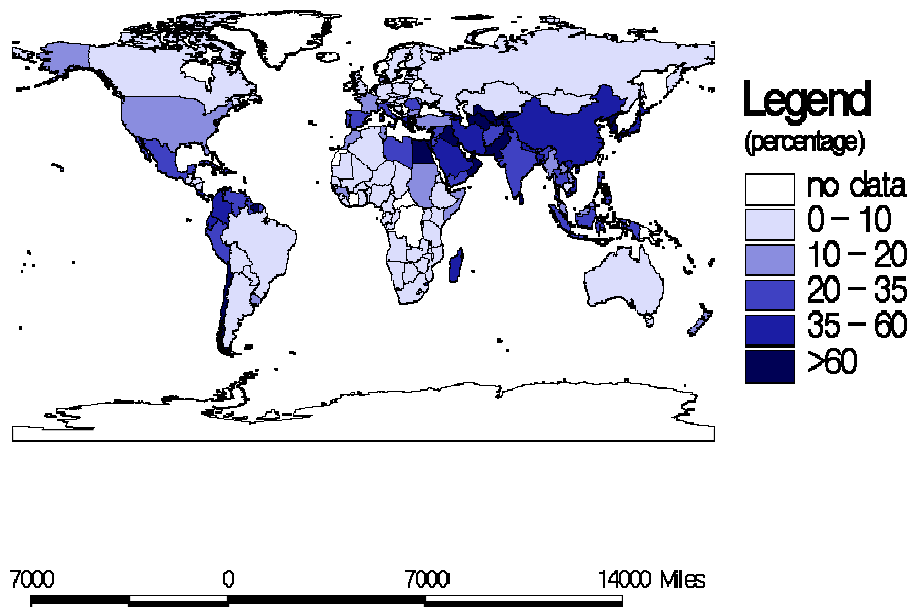 Legend
(percentage)
no data
0 – 10
10 – 20
20 – 35
35 – 60
>60
7000 0 7000 14000 Miles